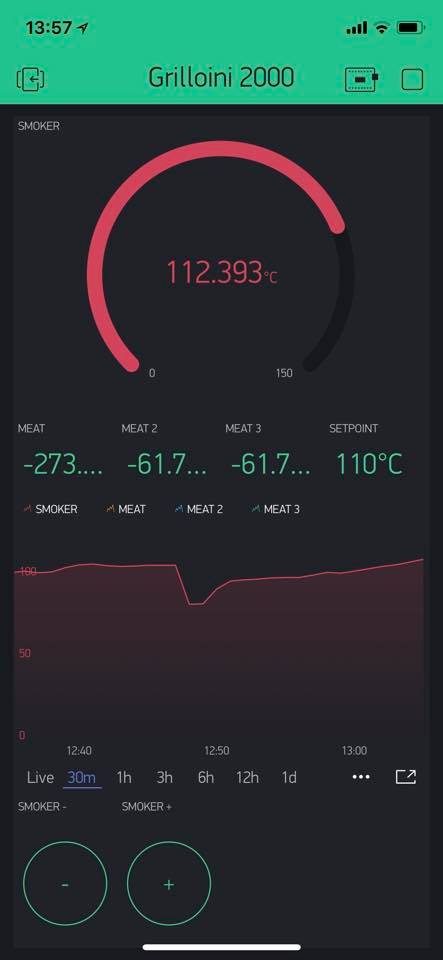 13:57
Grilloini 2000
SMOKER
112.393°C
0 150
MEAT MEAT 2 MEAT 3 SETPOINT
-273.... -61.7... -61.7... 110°C
SMOKER MEAT MEAT 2 MEAT 3
100
50
0
12:40 12:50 13:00
Live 30m 1h 3h 6h 12h 1d ...
SMOKER - SMOKER +
- +